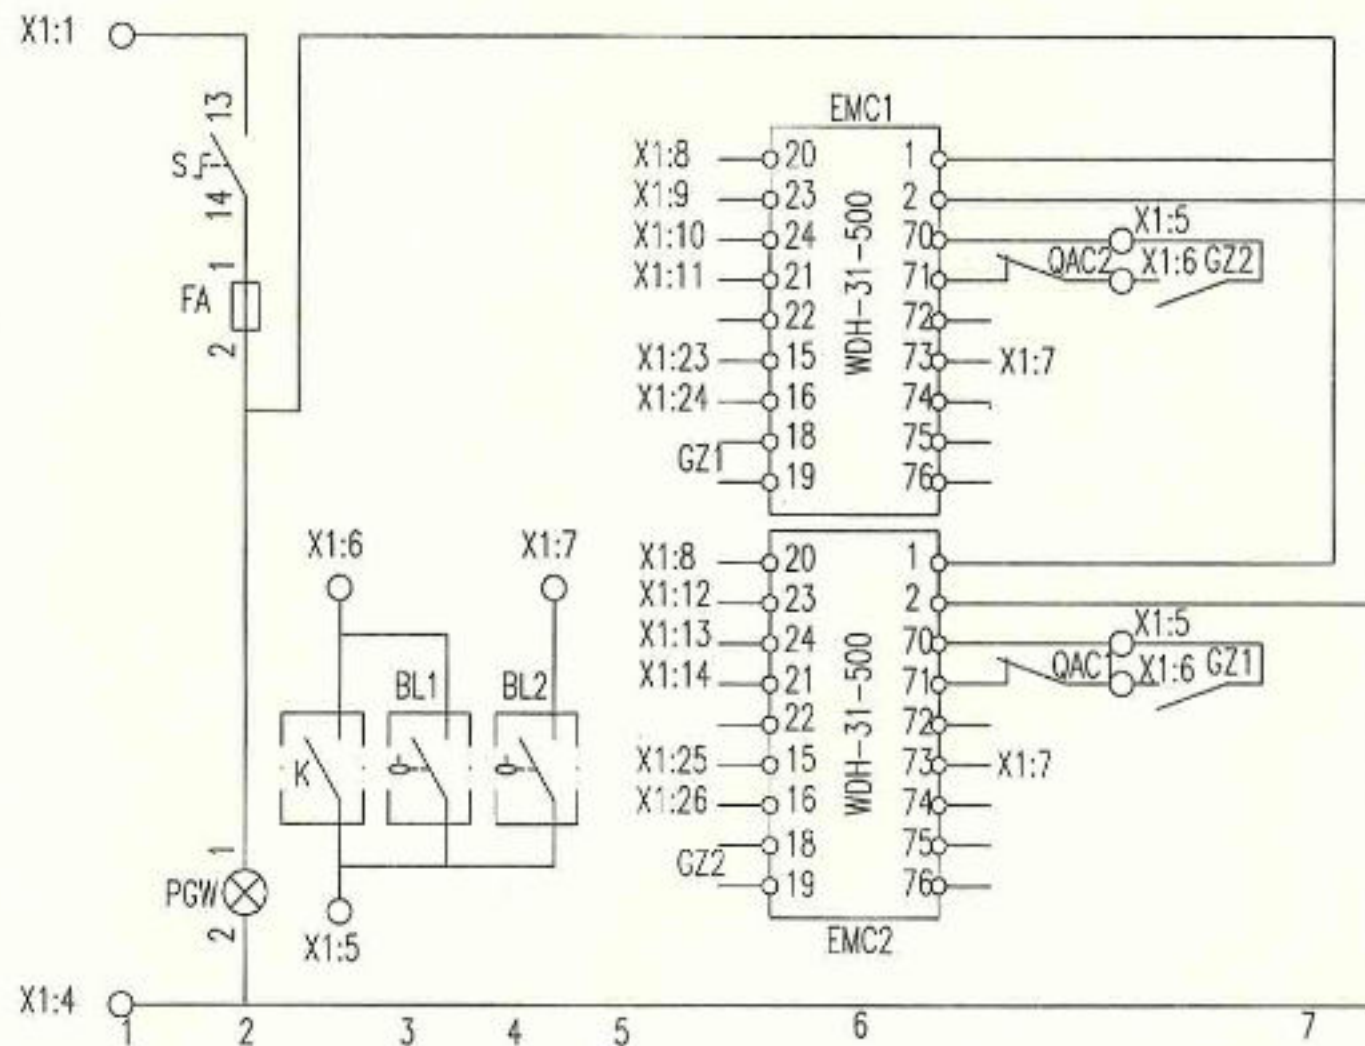 X1:1
13
S
14
1
FA
2
EMC1
WDH-31-500
X1:8 20 1
X1:9 23 2
X1:10 24 70 X1:5
X1:11 21 71 QAC2 X1:6 GZ2
22 72
X1:23 15 73 X1:7
X1:24 16 74
18 75
GZ1
19 76
X1:6 X1:7
BL1 BL2
K
X1:5
X1:8 20 1
X1:12 23 2
X1:13 24 70 X1:5
X1:14 21 71 QAC1 X1:6 GZ1
22 72
WDH-31-500
X1:25 15 73 X1:7
X1:26 16 74
18 75
GZ2
19 76
EMC2
1
PGW
2
X1:4
1 2 3 4 5 6 7